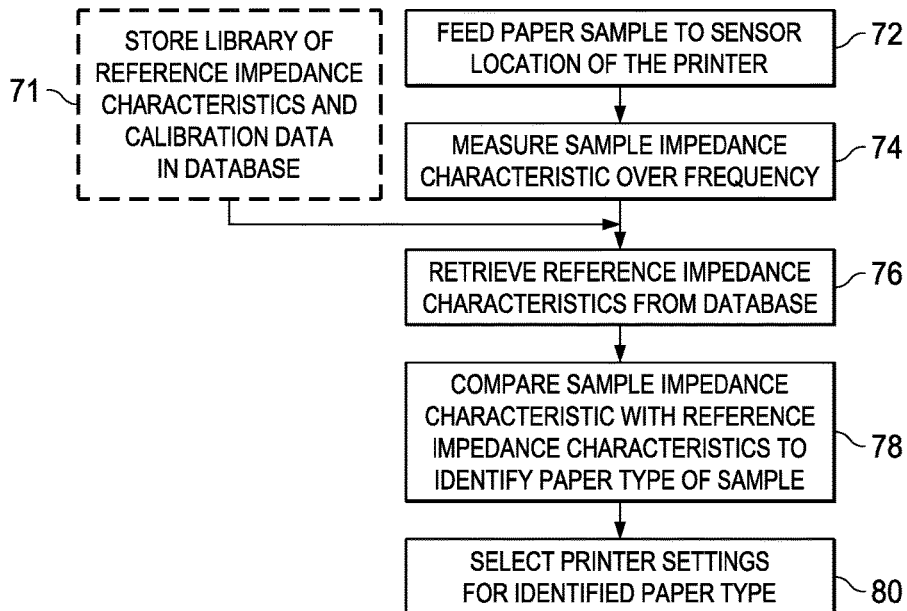 STORE LIBRARY OF
REFERENCE IMPEDANCE
CHARACTERISTICS AND
CALIBRATION DATA
IN DATABASE
71
FEED PAPER SAMPLE TO SENSOR
LOCATION OF THE PRINTER
72
MEASURE SAMPLE IMPEDANCE
CHARACTERISTIC OVER FREQUENCY
74
RETRIEVE REFERENCE IMPEDANCE
CHARACTERISTICS FROM DATABASE
76
COMPARE SAMPLE IMPEDANCE
CHARACTERISTIC WITH REFERENCE
IMPEDANCE CHARACTERISTICS TO
IDENTIFY PAPER TYPE OF SAMPLE
78
SELECT PRINTER SETTINGS
FOR IDENTIFIED PAPER TYPE
80